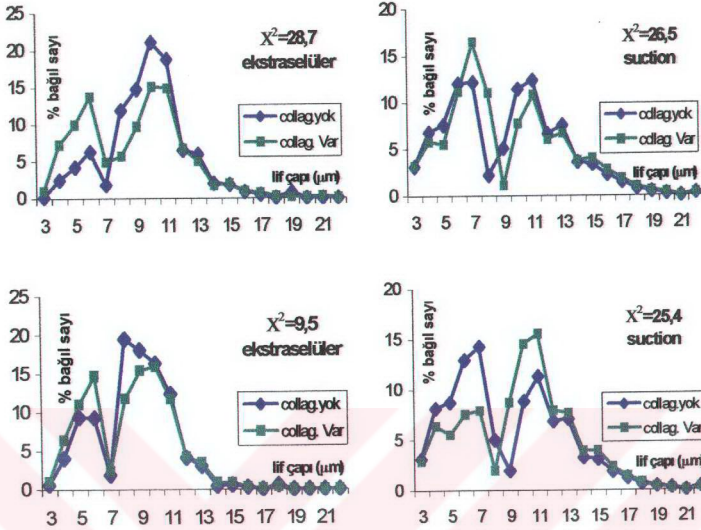 25
20
15
10
5
0
% bağıl sayı
X²=28,7
ekstraselüler
collag.yok
collag. Var
lif çapı (µm)
3 5 7 9 11 13 15 17 19 21
20
15
10
5
0
% bağıl sayı
X²=26,5
suction
collag.yok
collag. Var
lif çapı (µm)
3 5 7 9 11 13 15 17 19 21
25
20
15
10
5
0
% bağıl sayı
X²=9,5
ekstraselüler
collag.yok
collag. Var
lif çapı (µm)
3 5 7 9 11 13 15 17 19 21
20
15
10
5
0
% bağıl sayı
X²=25,4
suction
collag.yok
collag. Var
lif çapı (µm)
3 5 7 9 11 13 15 17 19 21